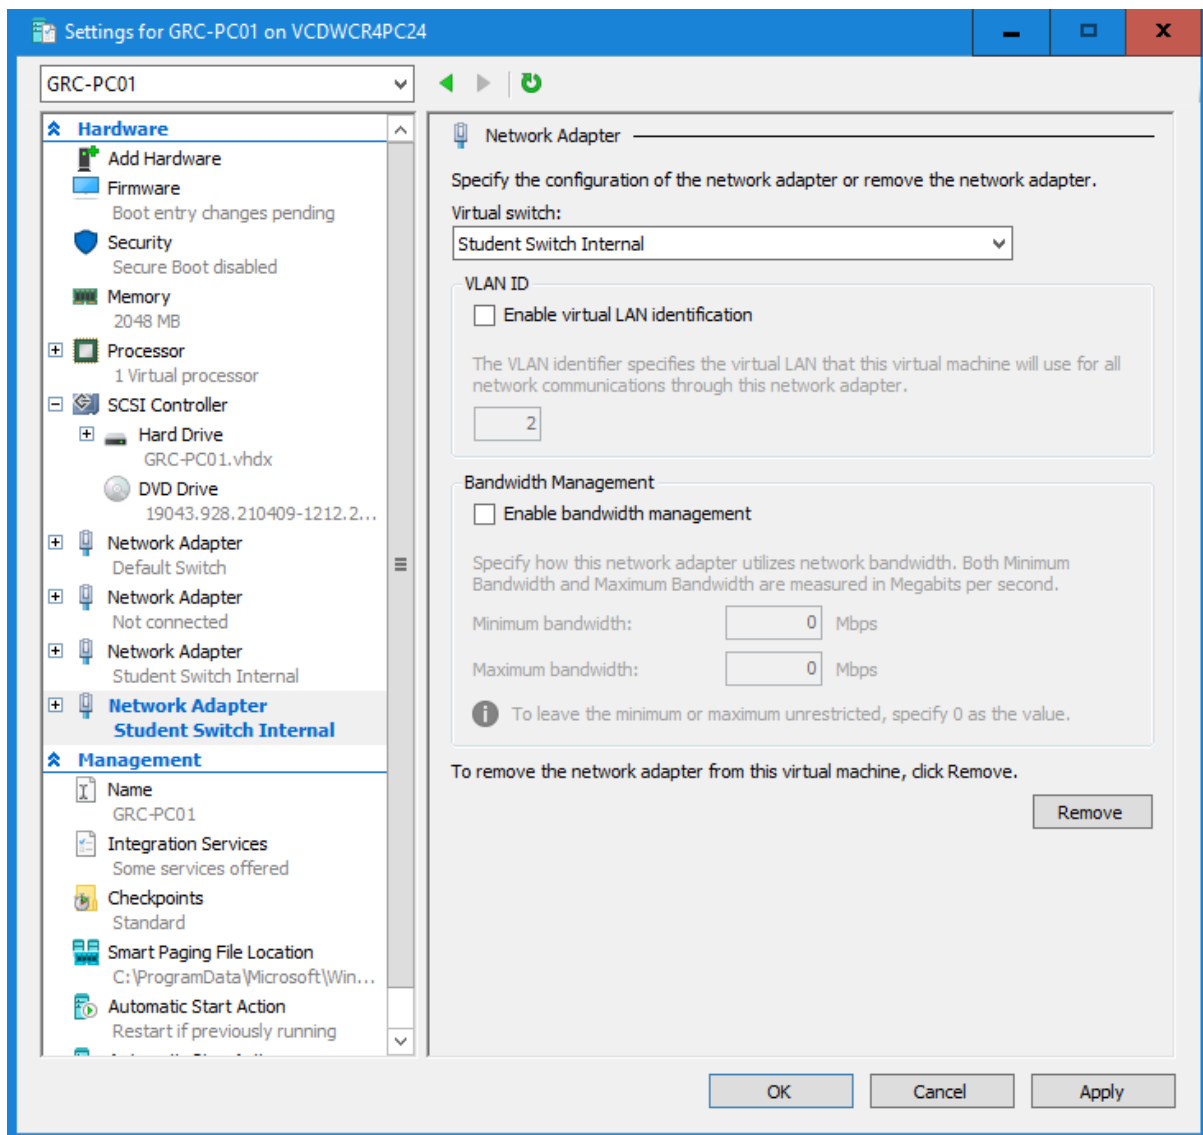 Settings for GRC-PC01 on VCDWCR4PC24
GRC-PC01
Hardware
Add Hardware
Firmware
Boot entry changes pending
Security
Secure Boot disabled
Memory
2048 MB
Processor
1 Virtual processor
SCSI Controller
Hard Drive
GRC-PC01.vhdx
DVD Drive
19043.928.210409-1212.2...
Network Adapter
Default Switch
Network Adapter
Not connected
Network Adapter
Student Switch Internal
Network Adapter
Student Switch Internal
Management
Name
GRC-PC01
Integration Services
Some services offered
Checkpoints
Standard
Smart Paging File Location
C:\ProgramData\Microsoft\Win...
Automatic Start Action
Restart if previously running
Network Adapter
Specify the configuration of the network adapter or remove the network adapter.
Virtual switch:
Student Switch Internal
VLAN ID
Enable virtual LAN identification
The VLAN identifier specifies the virtual LAN that this virtual machine will use for all
network communications through this network adapter.
2
Bandwidth Management
Enable bandwidth management
Specify how this network adapter utilizes network bandwidth. Both Minimum
Bandwidth and Maximum Bandwidth are measured in Megabits per second.
Minimum bandwidth: 0 Mbps
Maximum bandwidth: 0 Mbps
To leave the minimum or maximum unrestricted, specify 0 as the value.
To remove the network adapter from this virtual machine, click Remove.
Remove
OK Cancel Apply